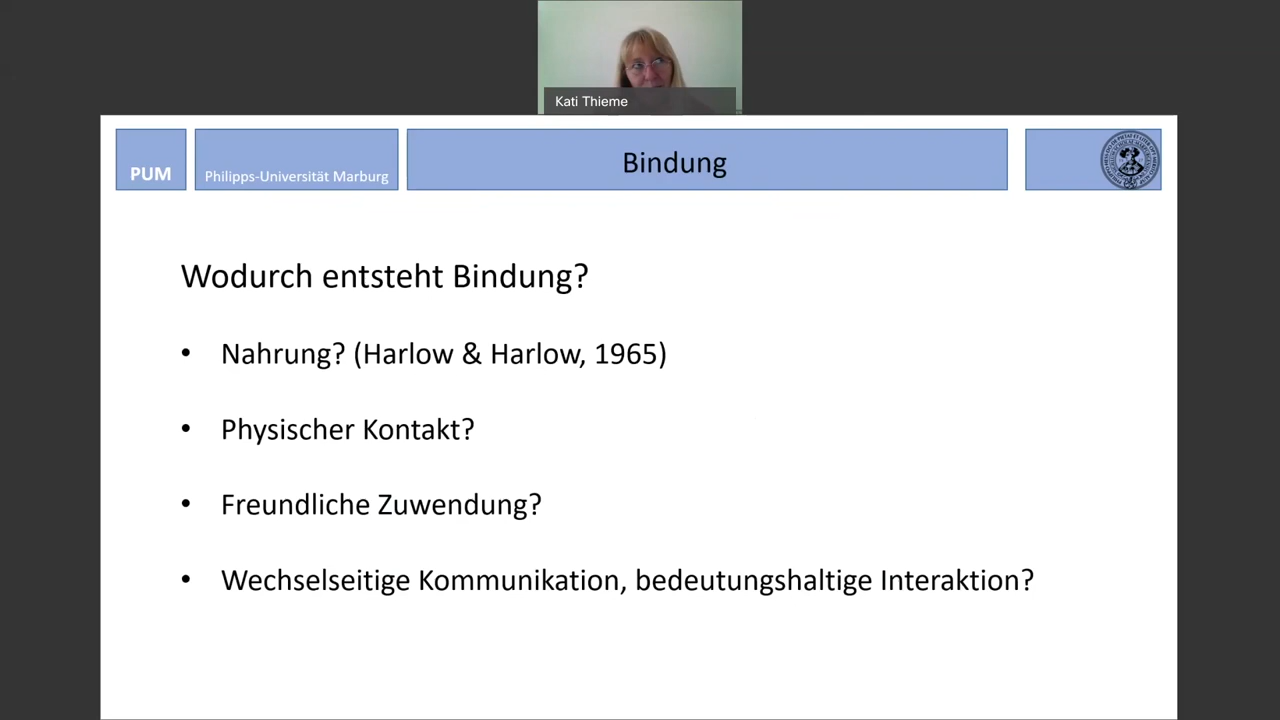 Kati Thieme
PUM
Philipps-Universität Marburg
Bindung
Wodurch entsteht Bindung?
• Nahrung? (Harlow & Harlow, 1965)
• Physischer Kontakt?
• Freundliche Zuwendung?
• Wechselseitige Kommunikation, bedeutungshaltige Interaktion?